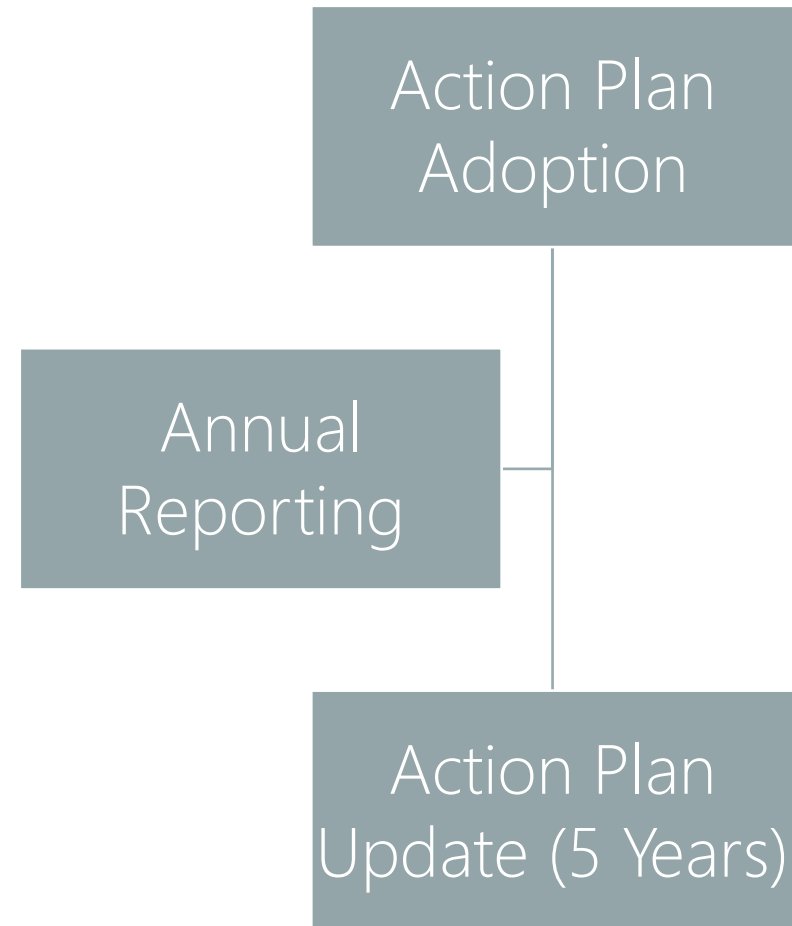 Action Plan
Adoption
Annual
Reporting
Action Plan
Update (5 Years)